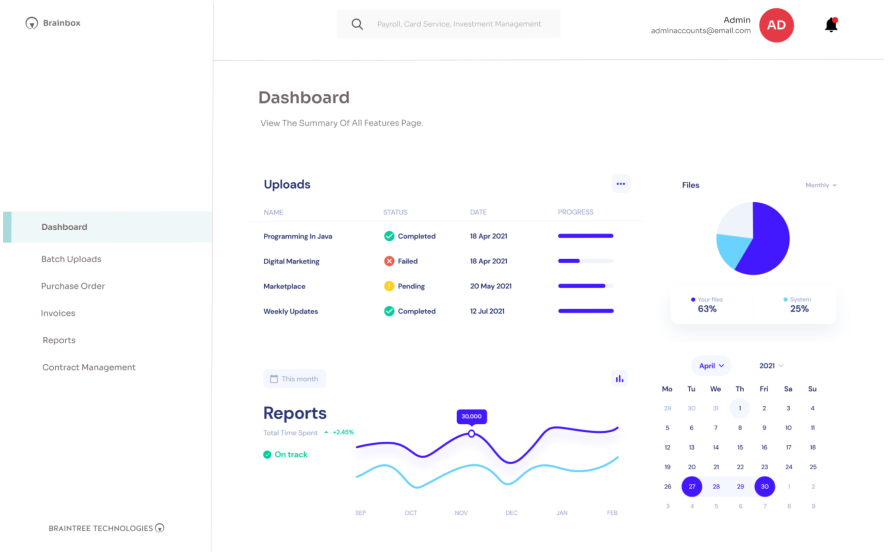 Brainbox
Payroll, Card Service, Investment Management
Admin
adminaccounts@email.com
AD
Dashboard
View The Summary Of All Features Page.
Dashboard
Batch Uploads
Purchase Order
Invoices
Reports
Contract Management
BRAINTREE TECHNOLOGIES
Uploads
NAME STATUS DATE PROGRESS
Programming In Java Completed 18 Apr 2021
Digital Marketing Failed 18 Apr 2021
Marketplace Pending 20 May 2021
Weekly Updates Completed 12 Jul 2021
Files
Monthly
Your files System
63% 25%
This month
Reports
Total Time Spent +2.45%
On track
30,000
SEP OCT NOV DEC JAN FEB
April 2021
Mo Tu We Th Fri Sa Su
29 30 31 1 2 3 4
5 6 7 8 9 10 11
12 13 14 15 16 17 18
19 20 21 22 23 24 25
26 27 28 29 30 1 2
3 4 5 6 7 8 9